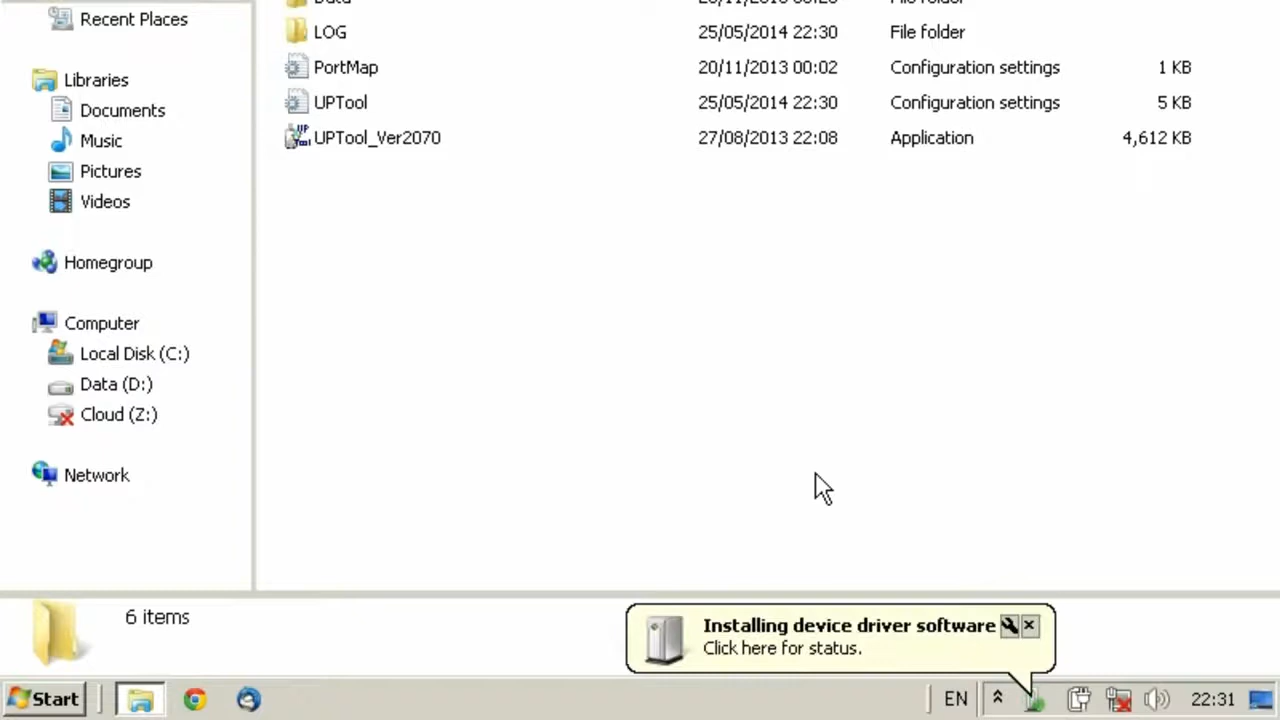 Recent Places
Libraries
Documents
Music
Pictures
Videos
Homegroup
Computer
Local Disk (C:)
Data (D:)
Cloud (Z:)
Network
LOG 25/05/2014 22:30 File folder
PortMap 20/11/2013 00:02 Configuration settings 1 KB
UPTool 25/05/2014 22:30 Configuration settings 5 KB
UPTool_Ver2070 27/08/2013 22:08 Application 4,612 KB
6 items
Installing device driver software
Click here for status.
Start
EN
22:31